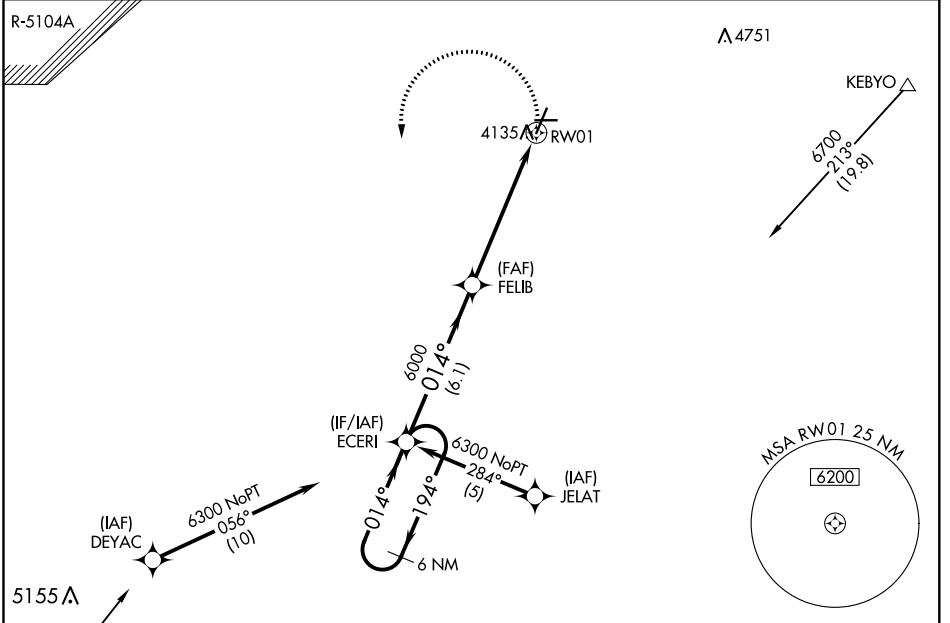 R-5104A
4751
KEBYO
6700
213°
(19.8)
4135
RW01
(FAF)
FELIB
6000
014°
(6.1)
(IF/IAF)
ECERI
6300 NoPT
284°
(5)
(IAF)
JELAT
014°
194°
6 NM
6300 NoPT
056°
(10)
(IAF)
DEYAC
5155
MSA RW01 25 NM
6200